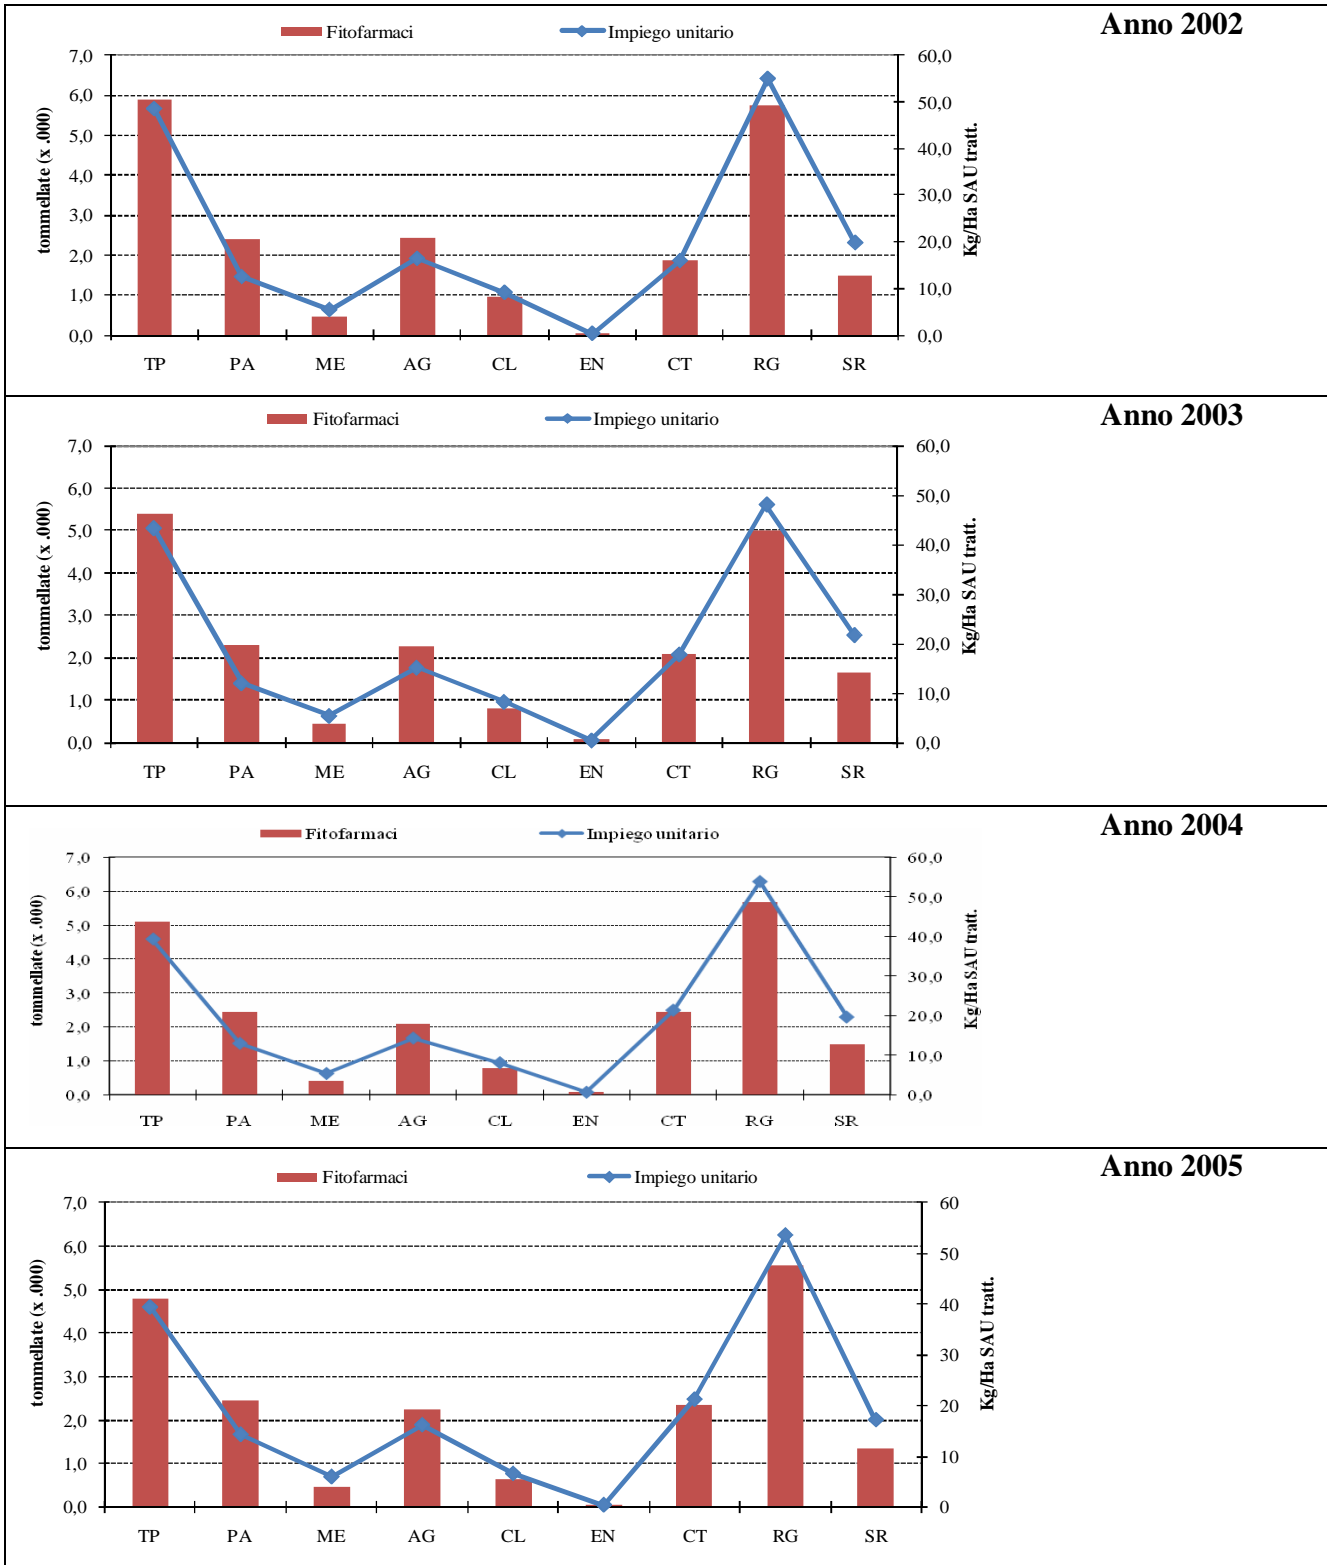 Anno 2002
Fitofarmaci Impiego unitario
7,0 60,0
6,0 50,0
5,0 40,0
4,0 30,0
3,0 20,0
2,0 10,0
1,0 0,0
0,0
tommellate (x .000)
Kg/Ha SAU tratt.
TP PA ME AG CL EN CT RG SR
Anno 2003
Fitofarmaci Impiego unitario
7,0 60,0
6,0 50,0
5,0 40,0
4,0 30,0
3,0 20,0
2,0 10,0
1,0 0,0
0,0
tommellate (x .000)
Kg/Ha SAU tratt.
TP PA ME AG CL EN CT RG SR
Anno 2004
Fitofarmaci Impiego unitario
7,0 60,0
6,0 50,0
5,0 40,0
4,0 30,0
3,0 20,0
2,0 10,0
1,0 0,0
0,0
tommellate (x .000)
Kg/Ha SAU tratt.
TP PA ME AG CL EN CT RG SR
Anno 2005
Fitofarmaci Impiego unitario
7,0 60
6,0 50
5,0 40
4,0 30
3,0 20
2,0 10
1,0 0
0,0
tommellate (x .000)
Kg/Ha SAU tratt.
TP PA ME AG CL EN CT RG SR